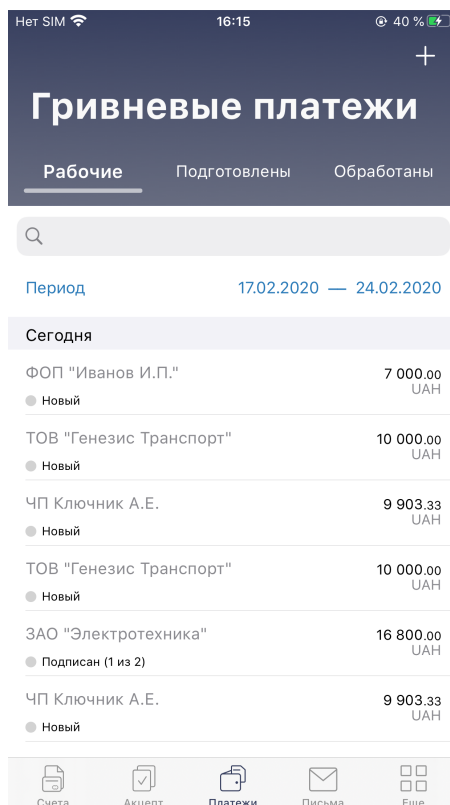 Нет SIM 16:15 40 %
Гривневые платежи
Рабочие Подготовлены Обработаны
Период 17.02.2020 — 24.02.2020
Сегодня
ФОП "Иванов И.П." 7 000.00
UAH
Новый
ТОВ "Генезис Транспорт" 10 000.00
UAH
Новый
ЧП Ключник А.Е. 9 903.33
UAH
Новый
ТОВ "Генезис Транспорт" 10 000.00
UAH
Новый
ЗАО "Электротехника" 16 800.00
UAH
Подписан (1 из 2)
ЧП Ключник А.Е. 9 903.33
UAH
Новый
Счета Акцепт Платежи Письма Еще